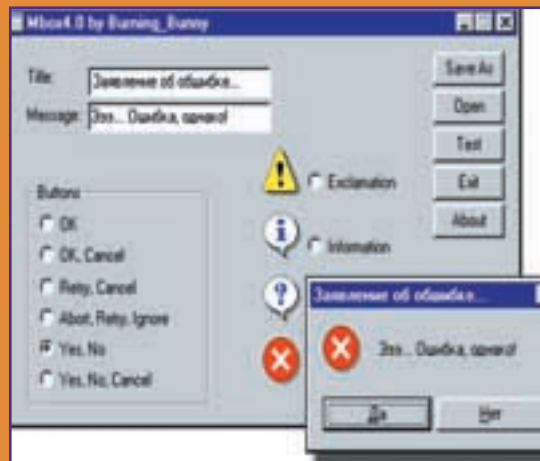 Mbox4.0 by Burning_Bunny
Title: Заявление об обшибке...
Message: Эээ... Ошибка, однако!
Save As
Open
Test
Exit
About
Exclamation
Information
Buttons
OK
OK, Cancel
Retry, Cancel
Abort, Retry, Ignore
Yes, No
Yes, No, Cancel
Заявление об обшибке...
Эээ... Ошибка, однако!
Да
Нет